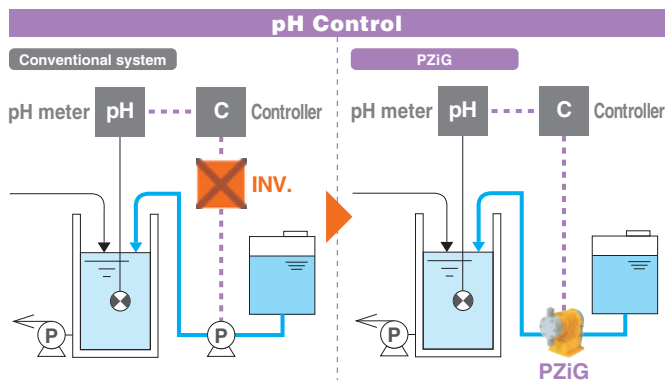 pH Control
Conventional system
PZiG
pH meter pH C Controller
pH meter pH C Controller
INV.
P
P
P
PZiG